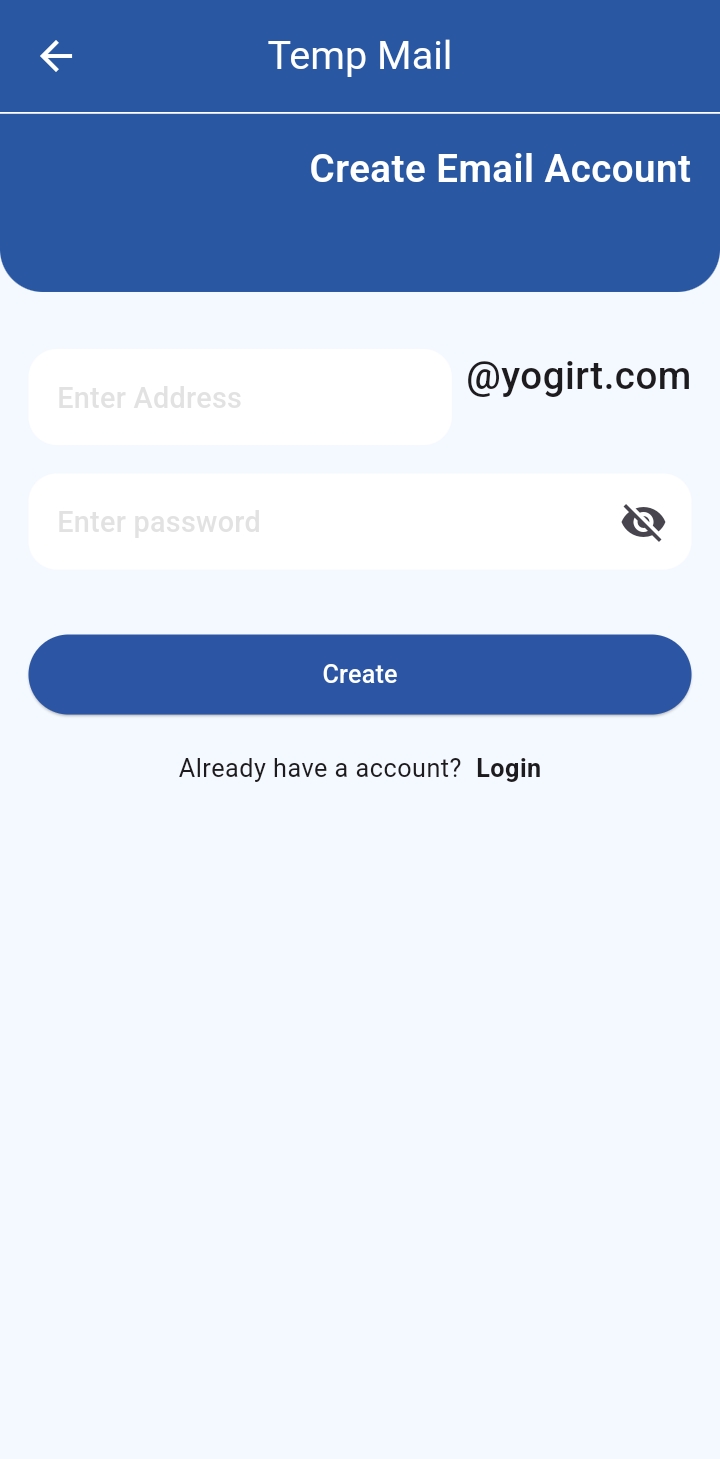 Temp Mail
Create Email Account
Enter Address
@yogirt.com
Enter password
Create
Already have a account? Login